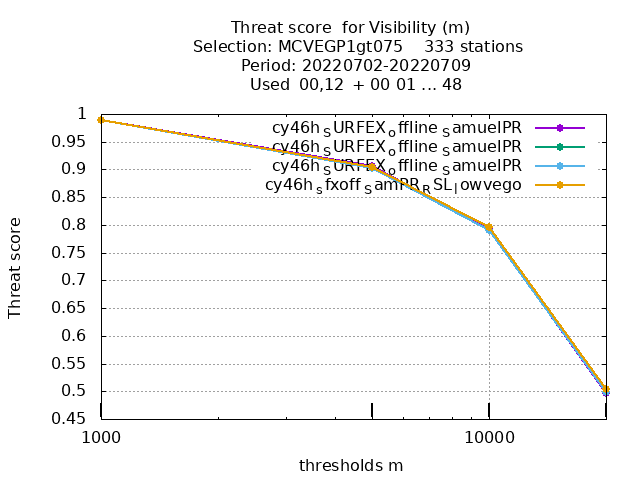 Threat score for Visibility (m)
Selection: MCVEGP1gt075 333 stations
Period: 20220702-20220709
Used 00,12 + 00 01 ... 48
cy46h_SURFEX_offline_SamuelPR
cy46h_SURFEX_offline_SamuelPR
cy46h_SURFEX_offline_SamuelPR
cy46h_sfxoff_SamPR_RSL_lowvego
1
0.95
0.9
0.85
0.8
0.75
0.7
0.65
0.6
0.55
0.5
0.45
Threat score
1000 10000
thresholds m